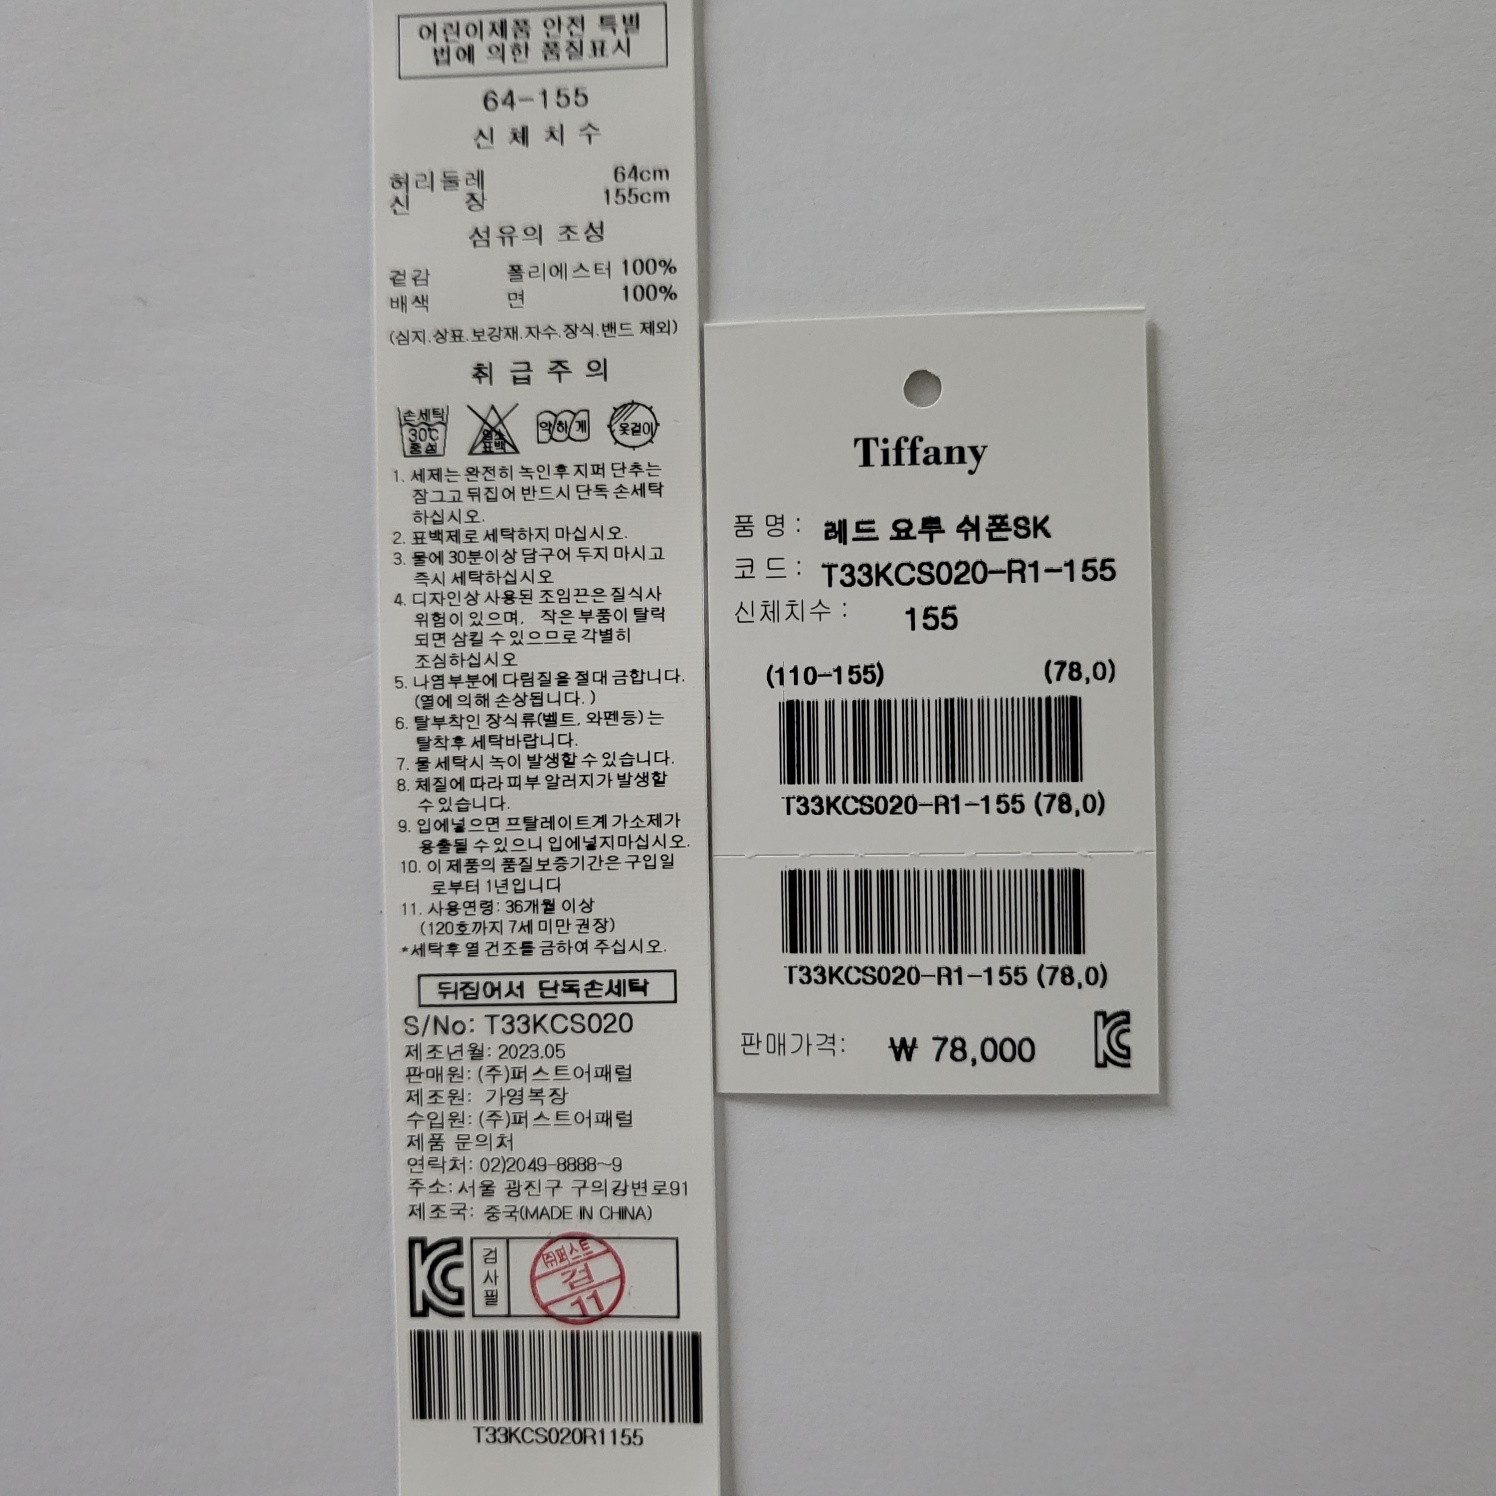 어린이제품 안전 특별
법에 의한 품질표시
64-155
신 체 치 수
허리둘레 64cm
신 장 155cm
섬유의 조성
겉감 폴리에스터 100%
배색 면 100%
(심지.상표.보강재.자수.장식.밴드 제외)
취 급 주 의
손세탁
30℃
중성
염소
표백
약하게
옷걸이
1. 세제는 완전히 녹인후 지퍼 단추는
잠그고 뒤집어 반드시 단독 손세탁
하십시오.
2. 표백제로 세탁하지 마십시오.
3. 물에 30분이상 담구어 두지 마시고
즉시 세탁하십시오
4. 디자인상 사용된 조임끈은 질식사
위험이 있으며, 작은 부품이 탈락
되면 삼킬 수 있으므로 각별히
조심하십시오
5. 나염부분에 다림질을 절대 금합니다.
(열에 의해 손상됩니다. )
6. 탈부착인 장식류(벨트, 와펜등) 는
탈착후 세탁바랍니다.
7. 물 세탁시 녹이 발생할 수 있습니다.
8. 체질에 따라 피부 알러지가 발생할
수 있습니다.
9. 입에넣으면 프탈레이트계 가소제가
용출될 수 있으니 입에넣지마십시오.
10. 이 제품의 품질보증기간은 구입일
로부터 1년입니다
11. 사용연령: 36개월 이상
(120호까지 7세 미만 권장)
*세탁후 열 건조를 금하여 주십시오.
뒤집어서 단독손세탁
S/No: T33KCS020
제조년월: 2023.05
판매원: (주)퍼스트어패럴
제조원: 가영복장
수입원: (주)퍼스트어패럴
제품 문의처
연락처: 02)2049-8888~9
주소: 서울 광진구 구의강변로91
제조국: 중국(MADE IN CHINA)
KC
검사필
㈜퍼스트
검
11
T33KCS020R1155
Tiffany
품 명 : 레드 요루 쉬폰SK
코 드 : T33KCS020-R1-155
신체치수 : 155
(110-155) (78,0)
T33KCS020-R1-155 (78,0)
T33KCS020-R1-155 (78,0)
판매가격: ₩ 78,000
KC